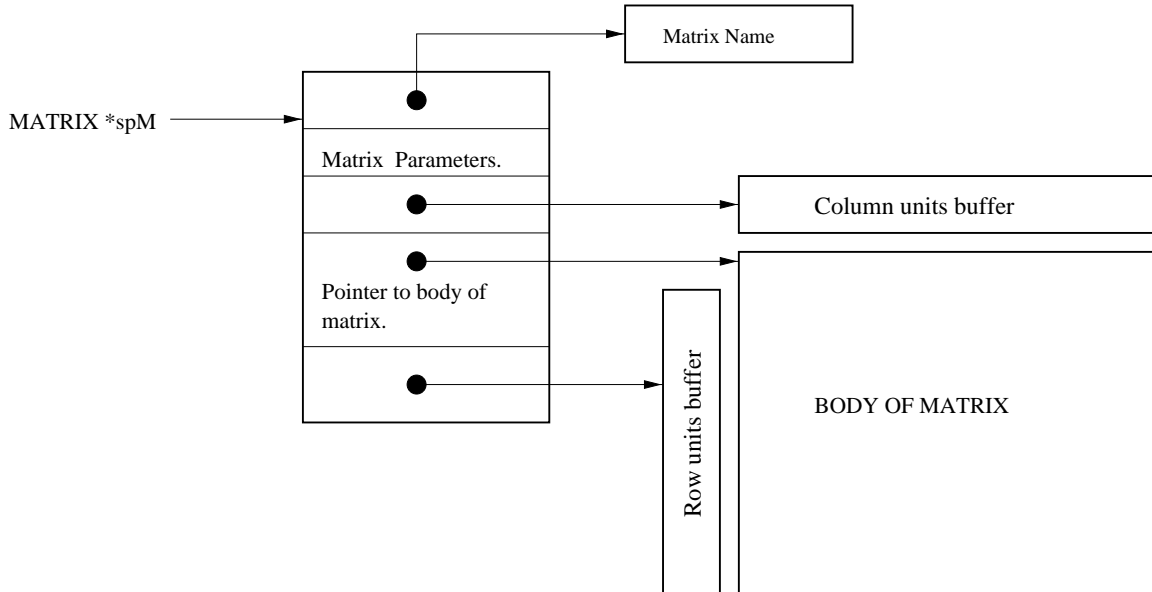 Matrix Name
MATRIX *spM
Matrix Parameters.
Column units buffer
Pointer to body of
matrix.
Row units buffer
BODY OF MATRIX